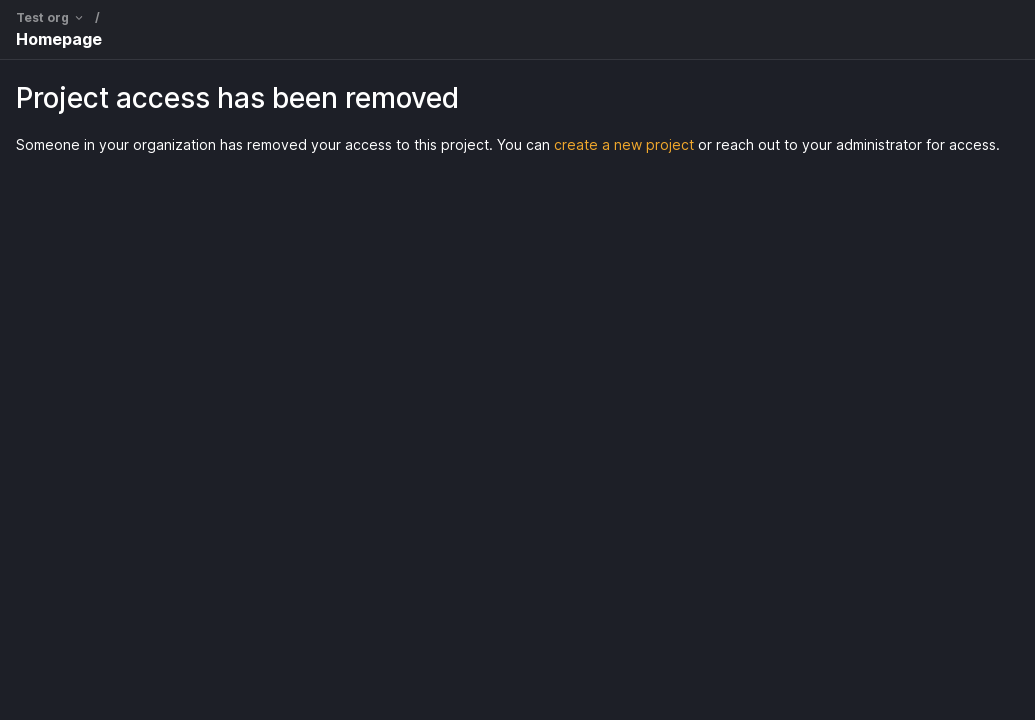 Test org /
Homepage
Project access has been removed
Someone in your organization has removed your access to this project. You can create a new project or reach out to your administrator for access.